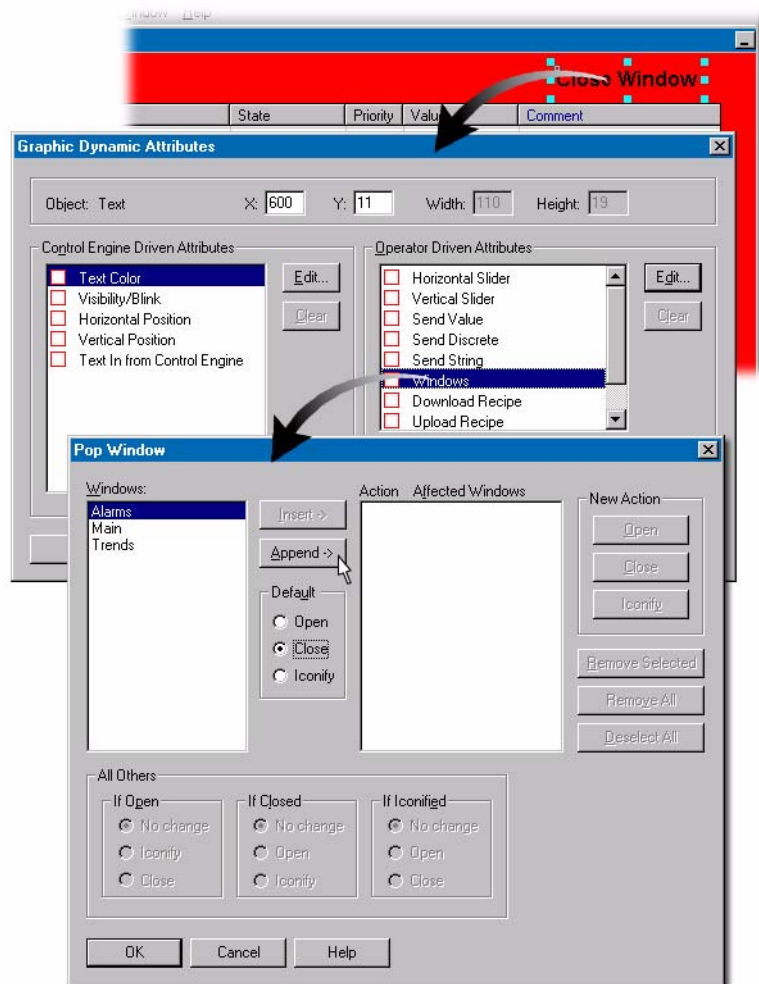 Window Help
Close Window
State Priority Value Comment
Graphic Dynamic Attributes
Object: Text X: 600 Y: 11 Width: 110 Height: 19
Control Engine Driven Attributes
Text Color
Visibility/Blink
Horizontal Position
Vertical Position
Text In from Control Engine
Edit...
Clear
Operator Driven Attributes
Horizontal Slider
Vertical Slider
Send Value
Send Discrete
Send String
Windows
Download Recipe
Upload Recipe
Edit...
Clear
Pop Window
Windows:
Alarms
Main
Trends
Insert ->
Append ->
Default
Open
Close
Iconify
Action Affected Windows
New Action
Open
Close
Iconify
Remove Selected
Remove All
Deselect All
All Others
If Open
No change
Iconify
Close
If Closed
No change
Open
Iconify
If Iconified
No change
Open
Close
OK Cancel Help